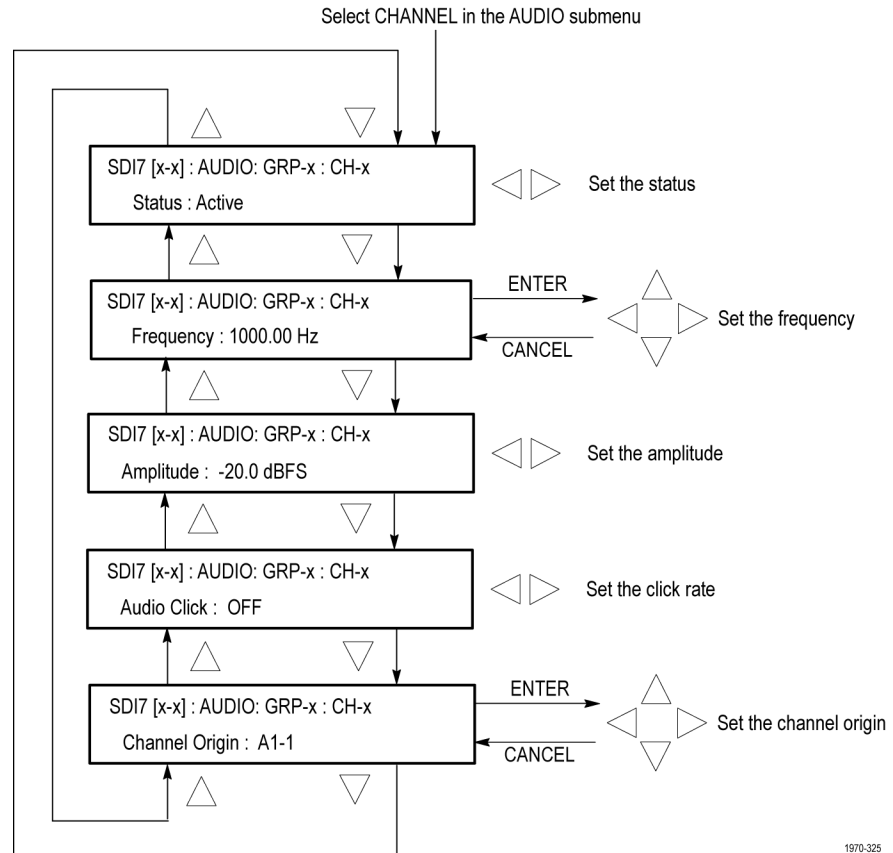 Select CHANNEL in the AUDIO submenu
SDI7 [x-x] : AUDIO: GRP-x : CH-x
Status : Active
Set the status
SDI7 [x-x] : AUDIO: GRP-x : CH-x
Frequency : 1000.00 Hz
ENTER
CANCEL
Set the frequency
SDI7 [x-x] : AUDIO: GRP-x : CH-x
Amplitude : -20.0 dBFS
Set the amplitude
SDI7 [x-x] : AUDIO: GRP-x : CH-x
Audio Click : OFF
Set the click rate
SDI7 [x-x] : AUDIO: GRP-x : CH-x
Channel Origin : A1-1
ENTER
CANCEL
Set the channel origin
1970-325